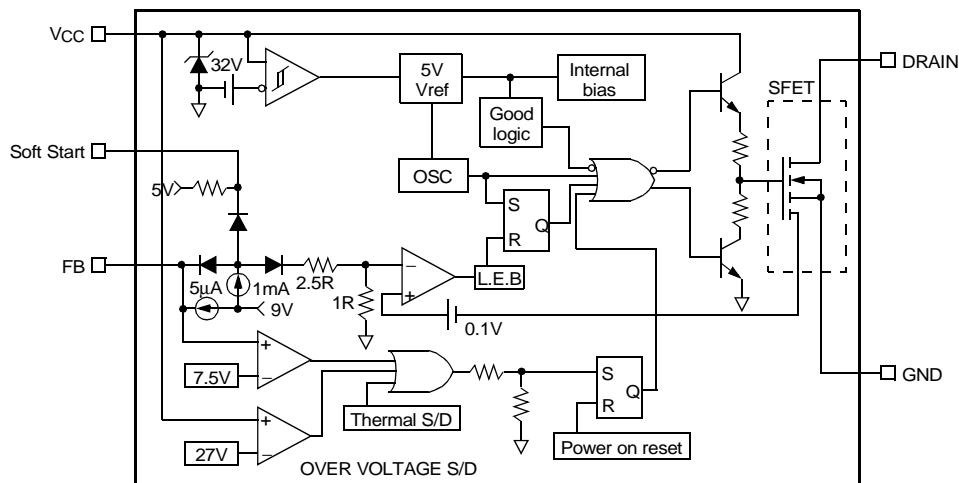 VCC
DRAIN
32V
5V
Vref
Internal
bias
SFET
Good
logic
Soft Start
OSC
5V
S
R
Q
FB
2.5R
−
+
L.E.B
5μA
1mA
9V
1R
0.1V
+
−
7.5V
S
R
Q
GND
Thermal S/D
+
−
27V
Power on reset
OVER VOLTAGE S/D